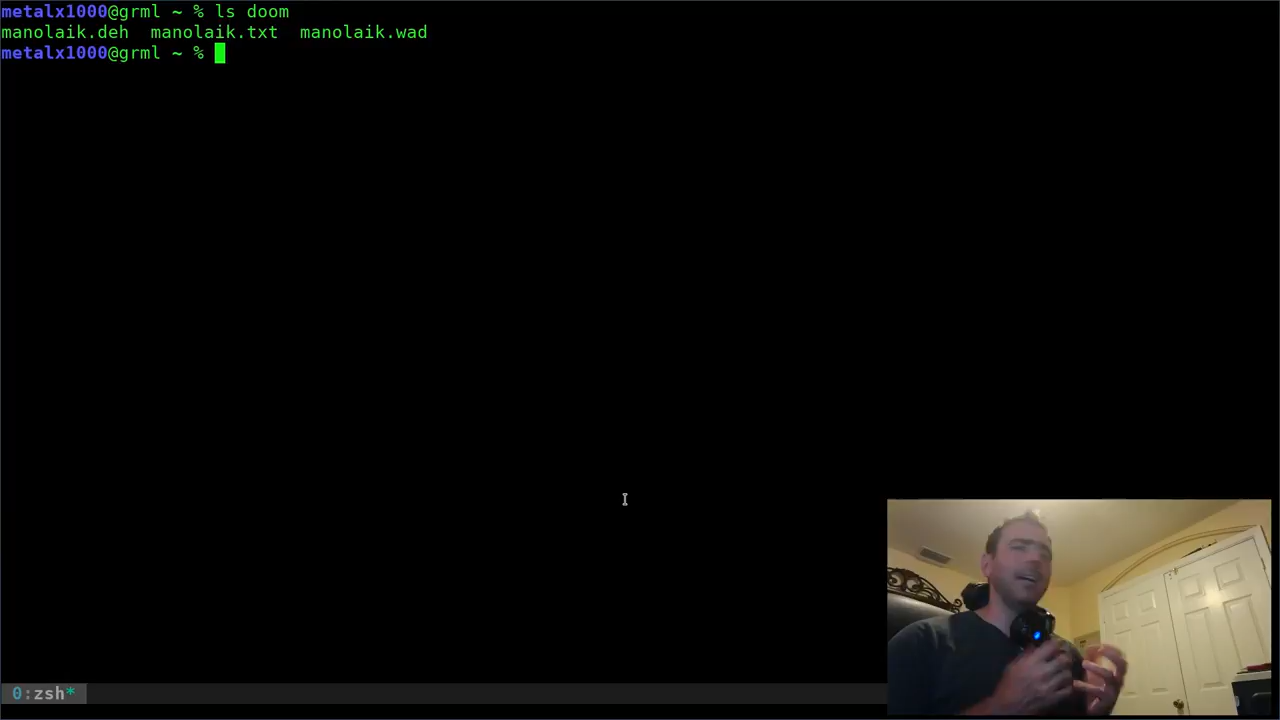 metalx1000@grml ~ % ls doom
manolaik.deh  manolaik.txt  manolaik.wad
metalx1000@grml ~ %
0:zsh*